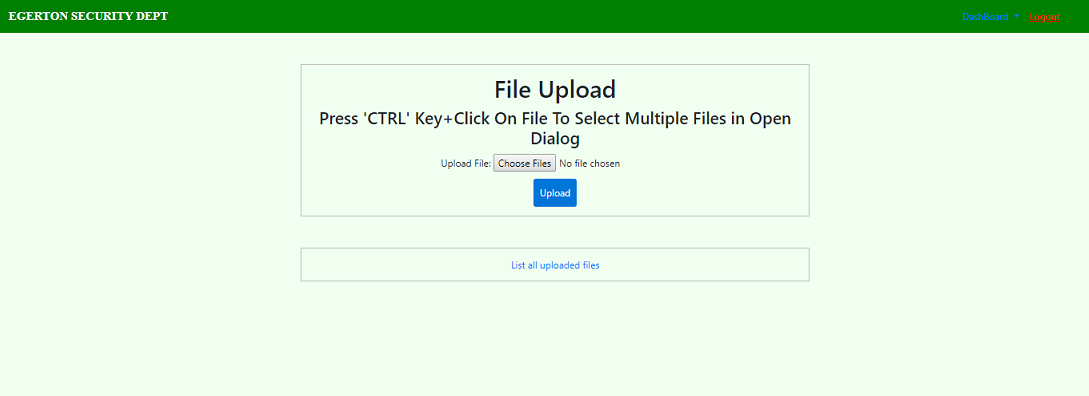 EGERTON SECURITY DEPT DashBoard Logout
File Upload
Press 'CTRL' Key+Click On File To Select Multiple Files in Open
Dialog
Upload File: Choose Files No file chosen
Upload
List all uploaded files